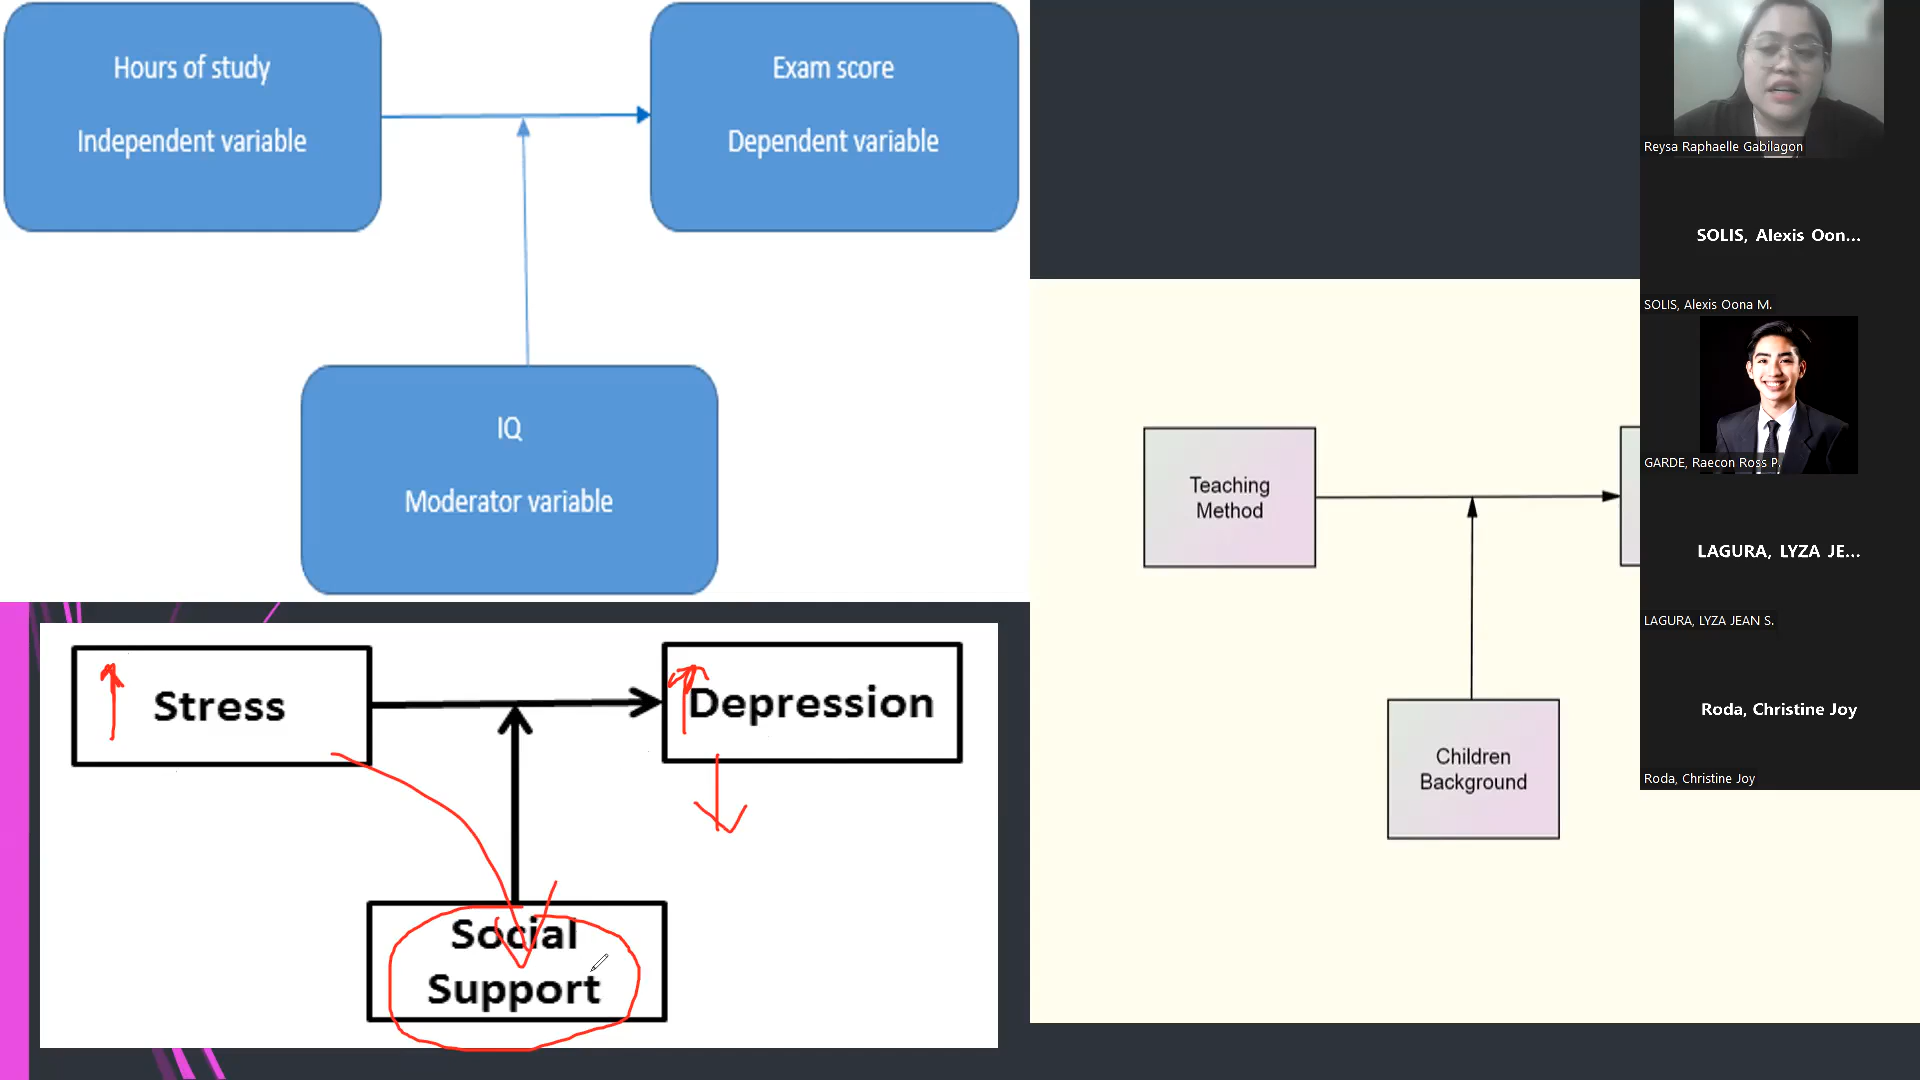 Hours of study
Independent variable
Exam score
Dependent variable
IQ
Moderator variable
Stress
Depression
Social
Support
Teaching
Method
Children
Background
Reysa Raphaelle Gabilagon
SOLIS, Alexis Oon...
SOLIS, Alexis Oona M.
GARDE, Raecon Ross P.
LAGURA, LYZA JE...
LAGURA, LYZA JEAN S.
Roda, Christine Joy
Roda, Christine Joy